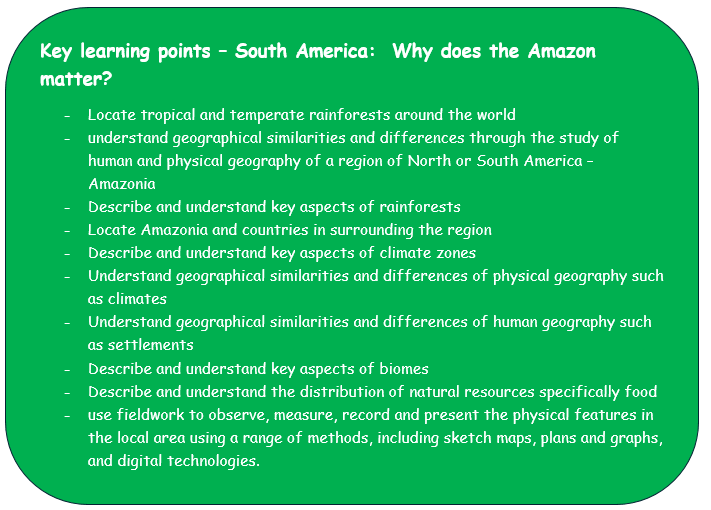 Key learning points – South America:  Why does the Amazon
matter?
- Locate tropical and temperate rainforests around the world
- understand geographical similarities and differences through the study of
human and physical geography of a region of North or South America –
Amazonia
- Describe and understand key aspects of rainforests
- Locate Amazonia and countries in surrounding the region
- Describe and understand key aspects of climate zones
- Understand geographical similarities and differences of physical geography such
as climates
- Understand geographical similarities and differences of human geography such
as settlements
- Describe and understand key aspects of biomes
- Describe and understand the distribution of natural resources specifically food
- use fieldwork to observe, measure, record and present the physical features in
the local area using a range of methods, including sketch maps, plans and graphs,
and digital technologies.